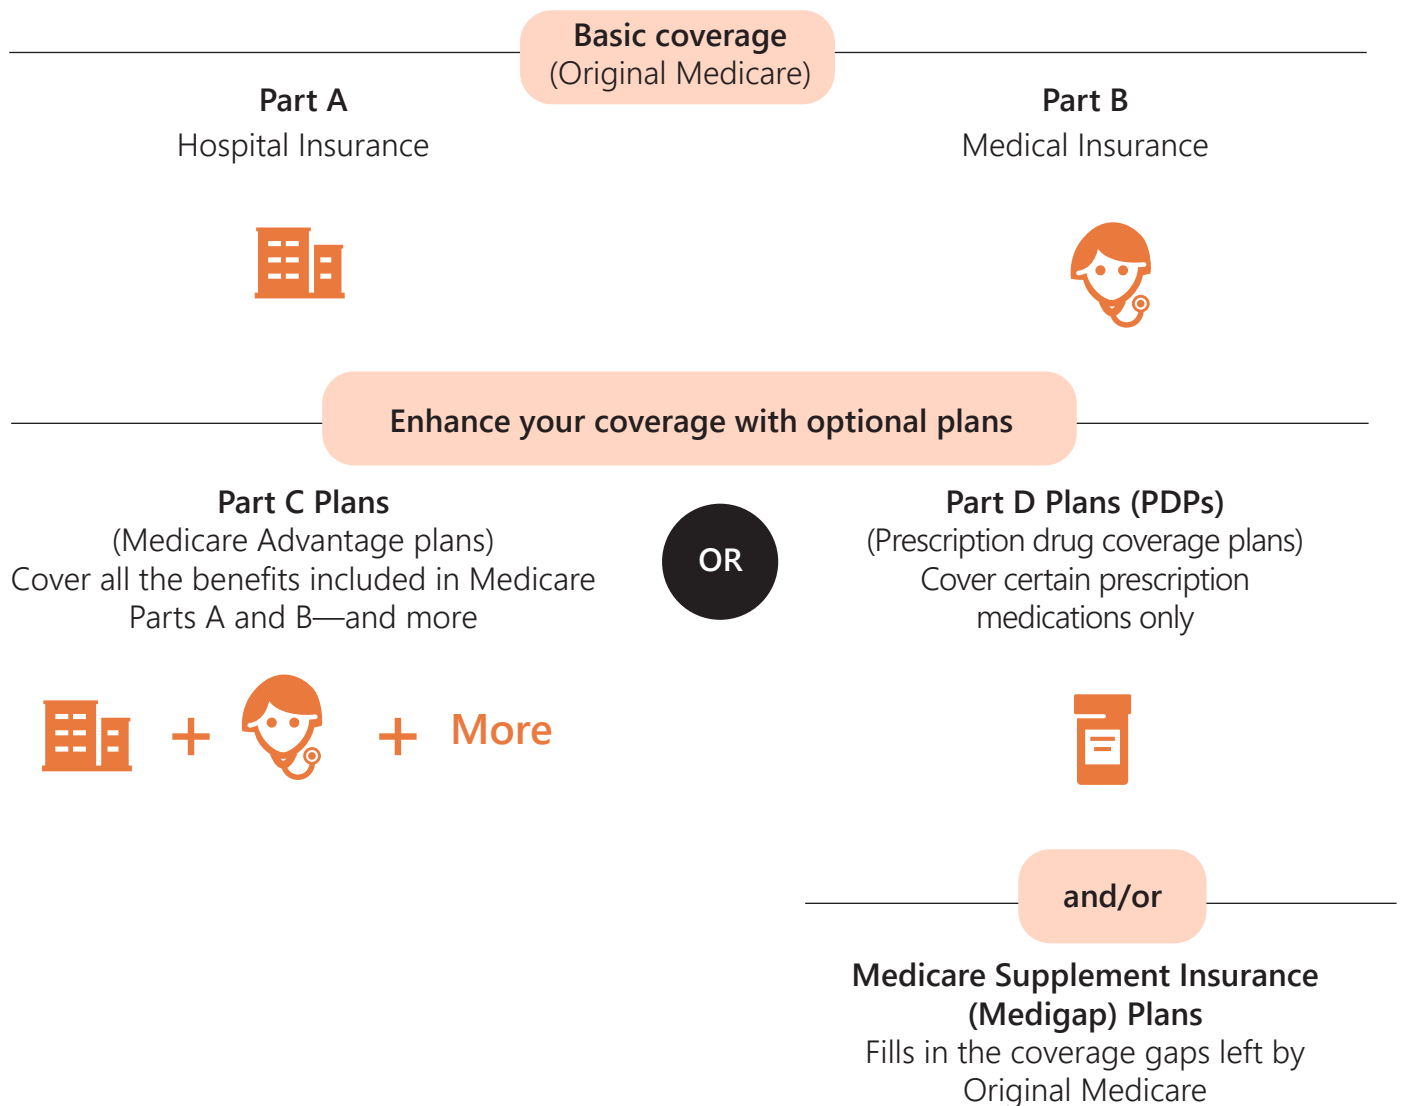 Basic coverage
(Original Medicare)
Part A
Hospital Insurance
Part B
Medical Insurance
Enhance your coverage with optional plans
Part C Plans
(Medicare Advantage plans)
Cover all the benefits included in Medicare
Parts A and B—and more
+
+
More
OR
Part D Plans (PDPs)
(Prescription drug coverage plans)
Cover certain prescription
medications only
and/or
Medicare Supplement Insurance
(Medigap) Plans
Fills in the coverage gaps left by
Original Medicare